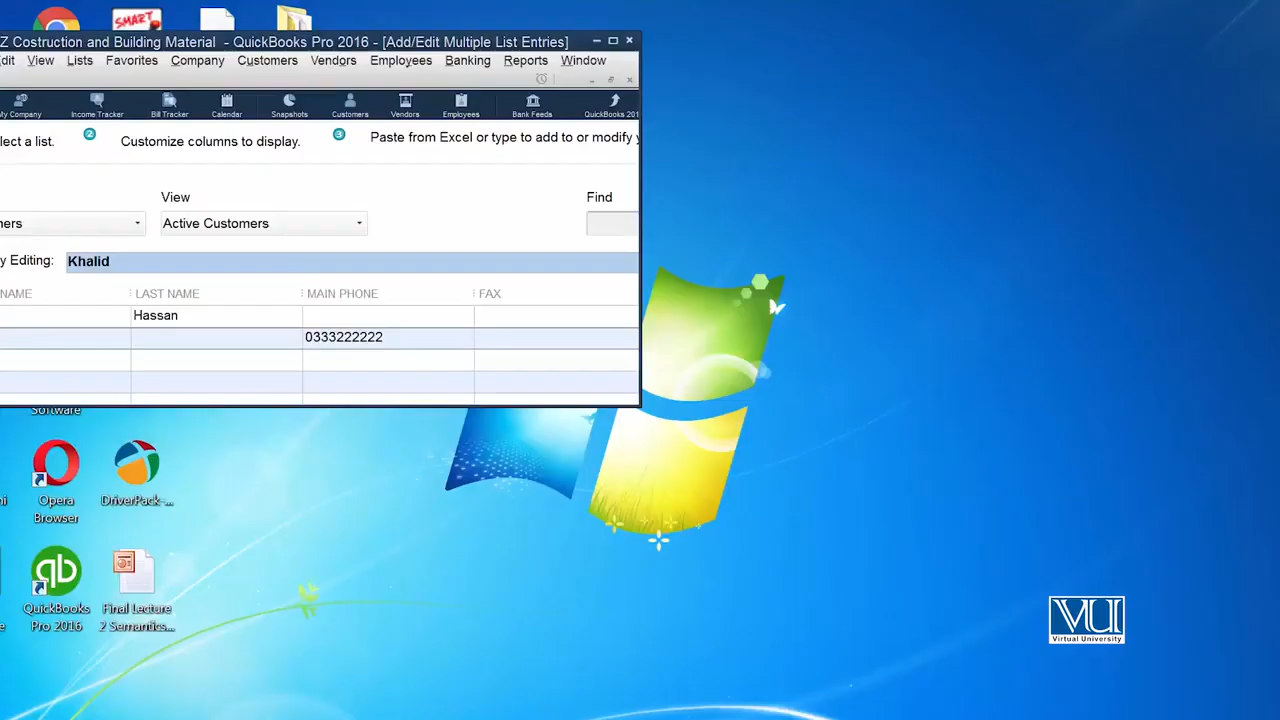 SMART
Z Costruction and Building Material - QuickBooks Pro 2016 - [Add/Edit Multiple List Entries]
dit View Lists Favorites Company Customers Vendors Employees Banking Reports Window
My Company Income Tracker Bill Tracker Calendar Snapshots Customers Vendors Employees Bank Feeds QuickBooks 201
lect a list. 2 Customize columns to display. 3 Paste from Excel or type to add to or modify y
View Find
ers Active Customers
y Editing: Khalid
NAME LAST NAME MAIN PHONE FAX
Hassan
0333222222
Software
Opera Browser
DriverPack-...
qb
QuickBooks Pro 2016
Final Lecture 2 Semantics...
VU
Virtual University